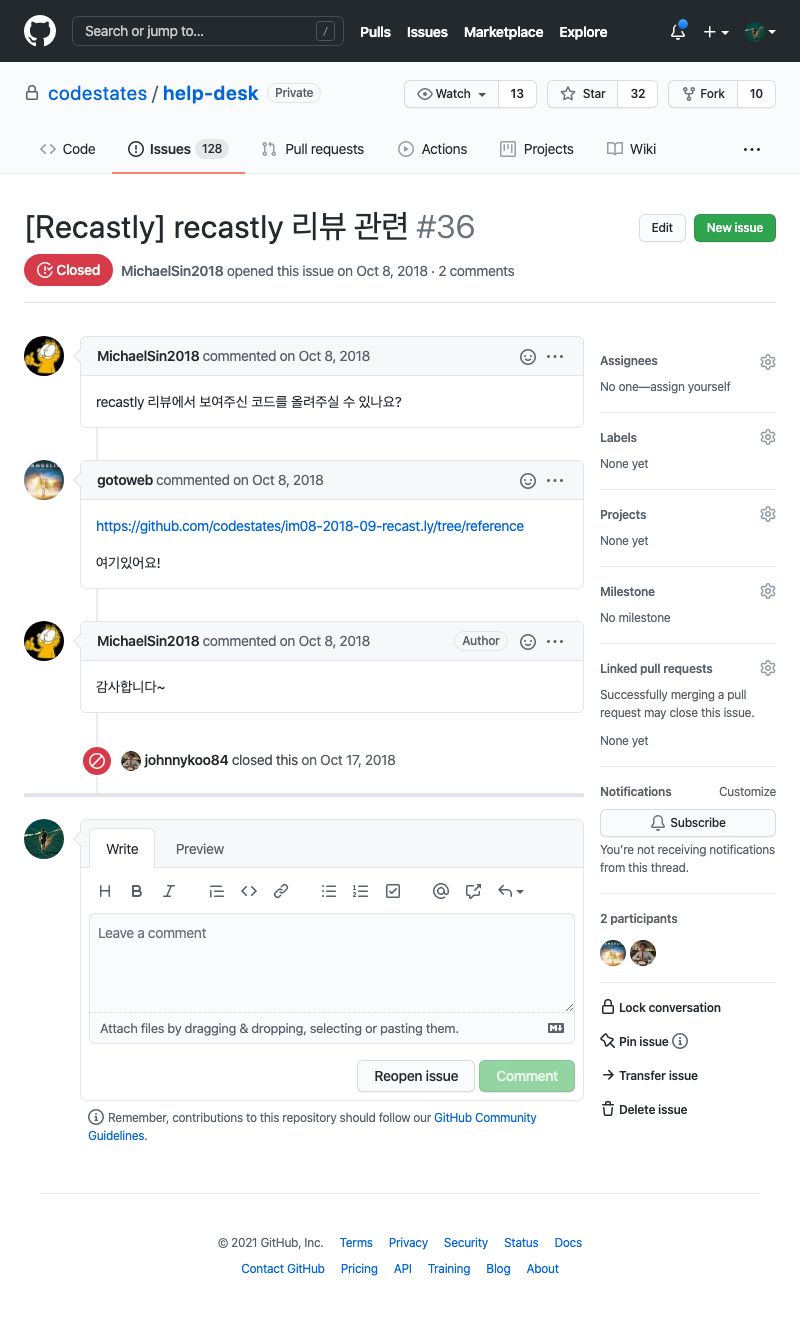 Search or jump to... /
Pulls Issues Marketplace Explore
codestates / help-desk Private
Watch 13 Star 32 Fork 10
Code Issues 128 Pull requests Actions Projects Wiki
[Recastly] recastly 리뷰 관련 #36
Edit New issue
Closed MichaelSin2018 opened this issue on Oct 8, 2018 · 2 comments
MichaelSin2018 commented on Oct 8, 2018
recastly 리뷰에서 보여주신 코드를 올려주실 수 있나요?
gotoweb commented on Oct 8, 2018
https://github.com/codestates/im08-2018-09-recast.ly/tree/reference
여기있어요!
MichaelSin2018 commented on Oct 8, 2018 Author
감사합니다~
johnnykoo84 closed this on Oct 17, 2018
Write Preview
H B I
Leave a comment
Attach files by dragging & dropping, selecting or pasting them.
Reopen issue Comment
Remember, contributions to this repository should follow our GitHub Community
Guidelines.
Assignees
No one—assign yourself
Labels
None yet
Projects
None yet
Milestone
No milestone
Linked pull requests
Successfully merging a pull
request may close this issue.
None yet
Notifications Customize
Subscribe
You're not receiving notifications
from this thread.
2 participants
Lock conversation
Pin issue
Transfer issue
Delete issue
© 2021 GitHub, Inc. Terms Privacy Security Status Docs
Contact GitHub Pricing API Training Blog About